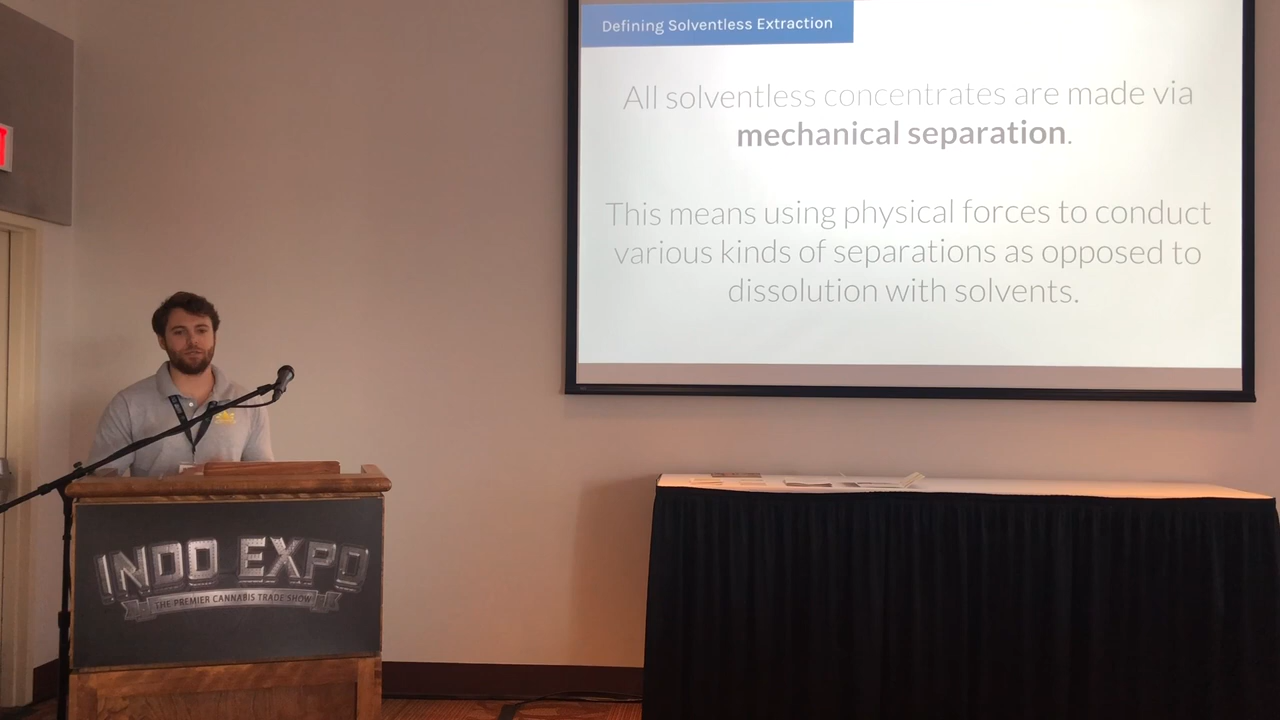 Defining Solventless Extraction
All solventless concentrates are made via
mechanical separation.
This means using physical forces to conduct
various kinds of separations as opposed to
dissolution with solvents.
INDO EXPO
THE PREMIER CANNABIS TRADE SHOW